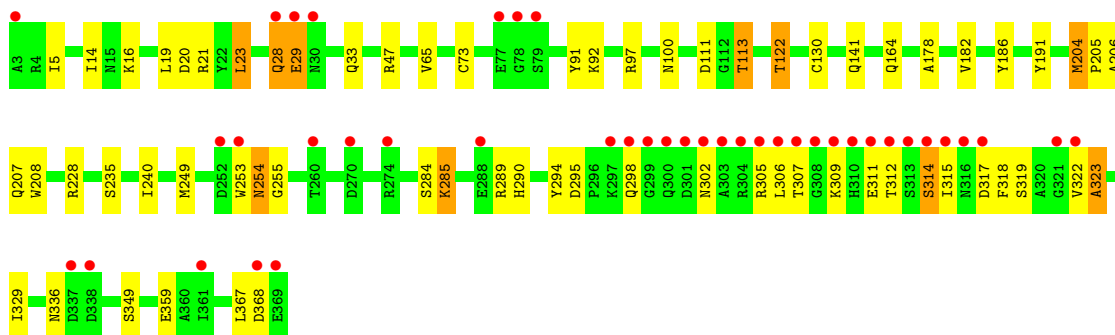 A3 R4 I5 I14 N15 K16 L19 D20 R21 Y22 L23 Q28 E29 N30 Q33 R47 V65 C73 E77 G78 S79 Y91 K92 R97 N100 D111 G112 T113 T122 C130 Q141 Q164 A178 V182 Y186 Y191 M204 P205 A206
Q207 W208 R228 S235 I240 M249 D252 W253 N254 G255 T260 D270 R274 S284 K285 E288 R289 H290 Y294 D295 P296 K297 Q298 G299 Q300 D301 N302 A303 R304 R305 L306 T307 G308 K309 H310 E311 T312 S313 S314 I315 N316 D317 F318 S319 A320 G321 V322 A323
I329 N336 D337 D338 S349 E359 A360 I361 L367 D368 E369